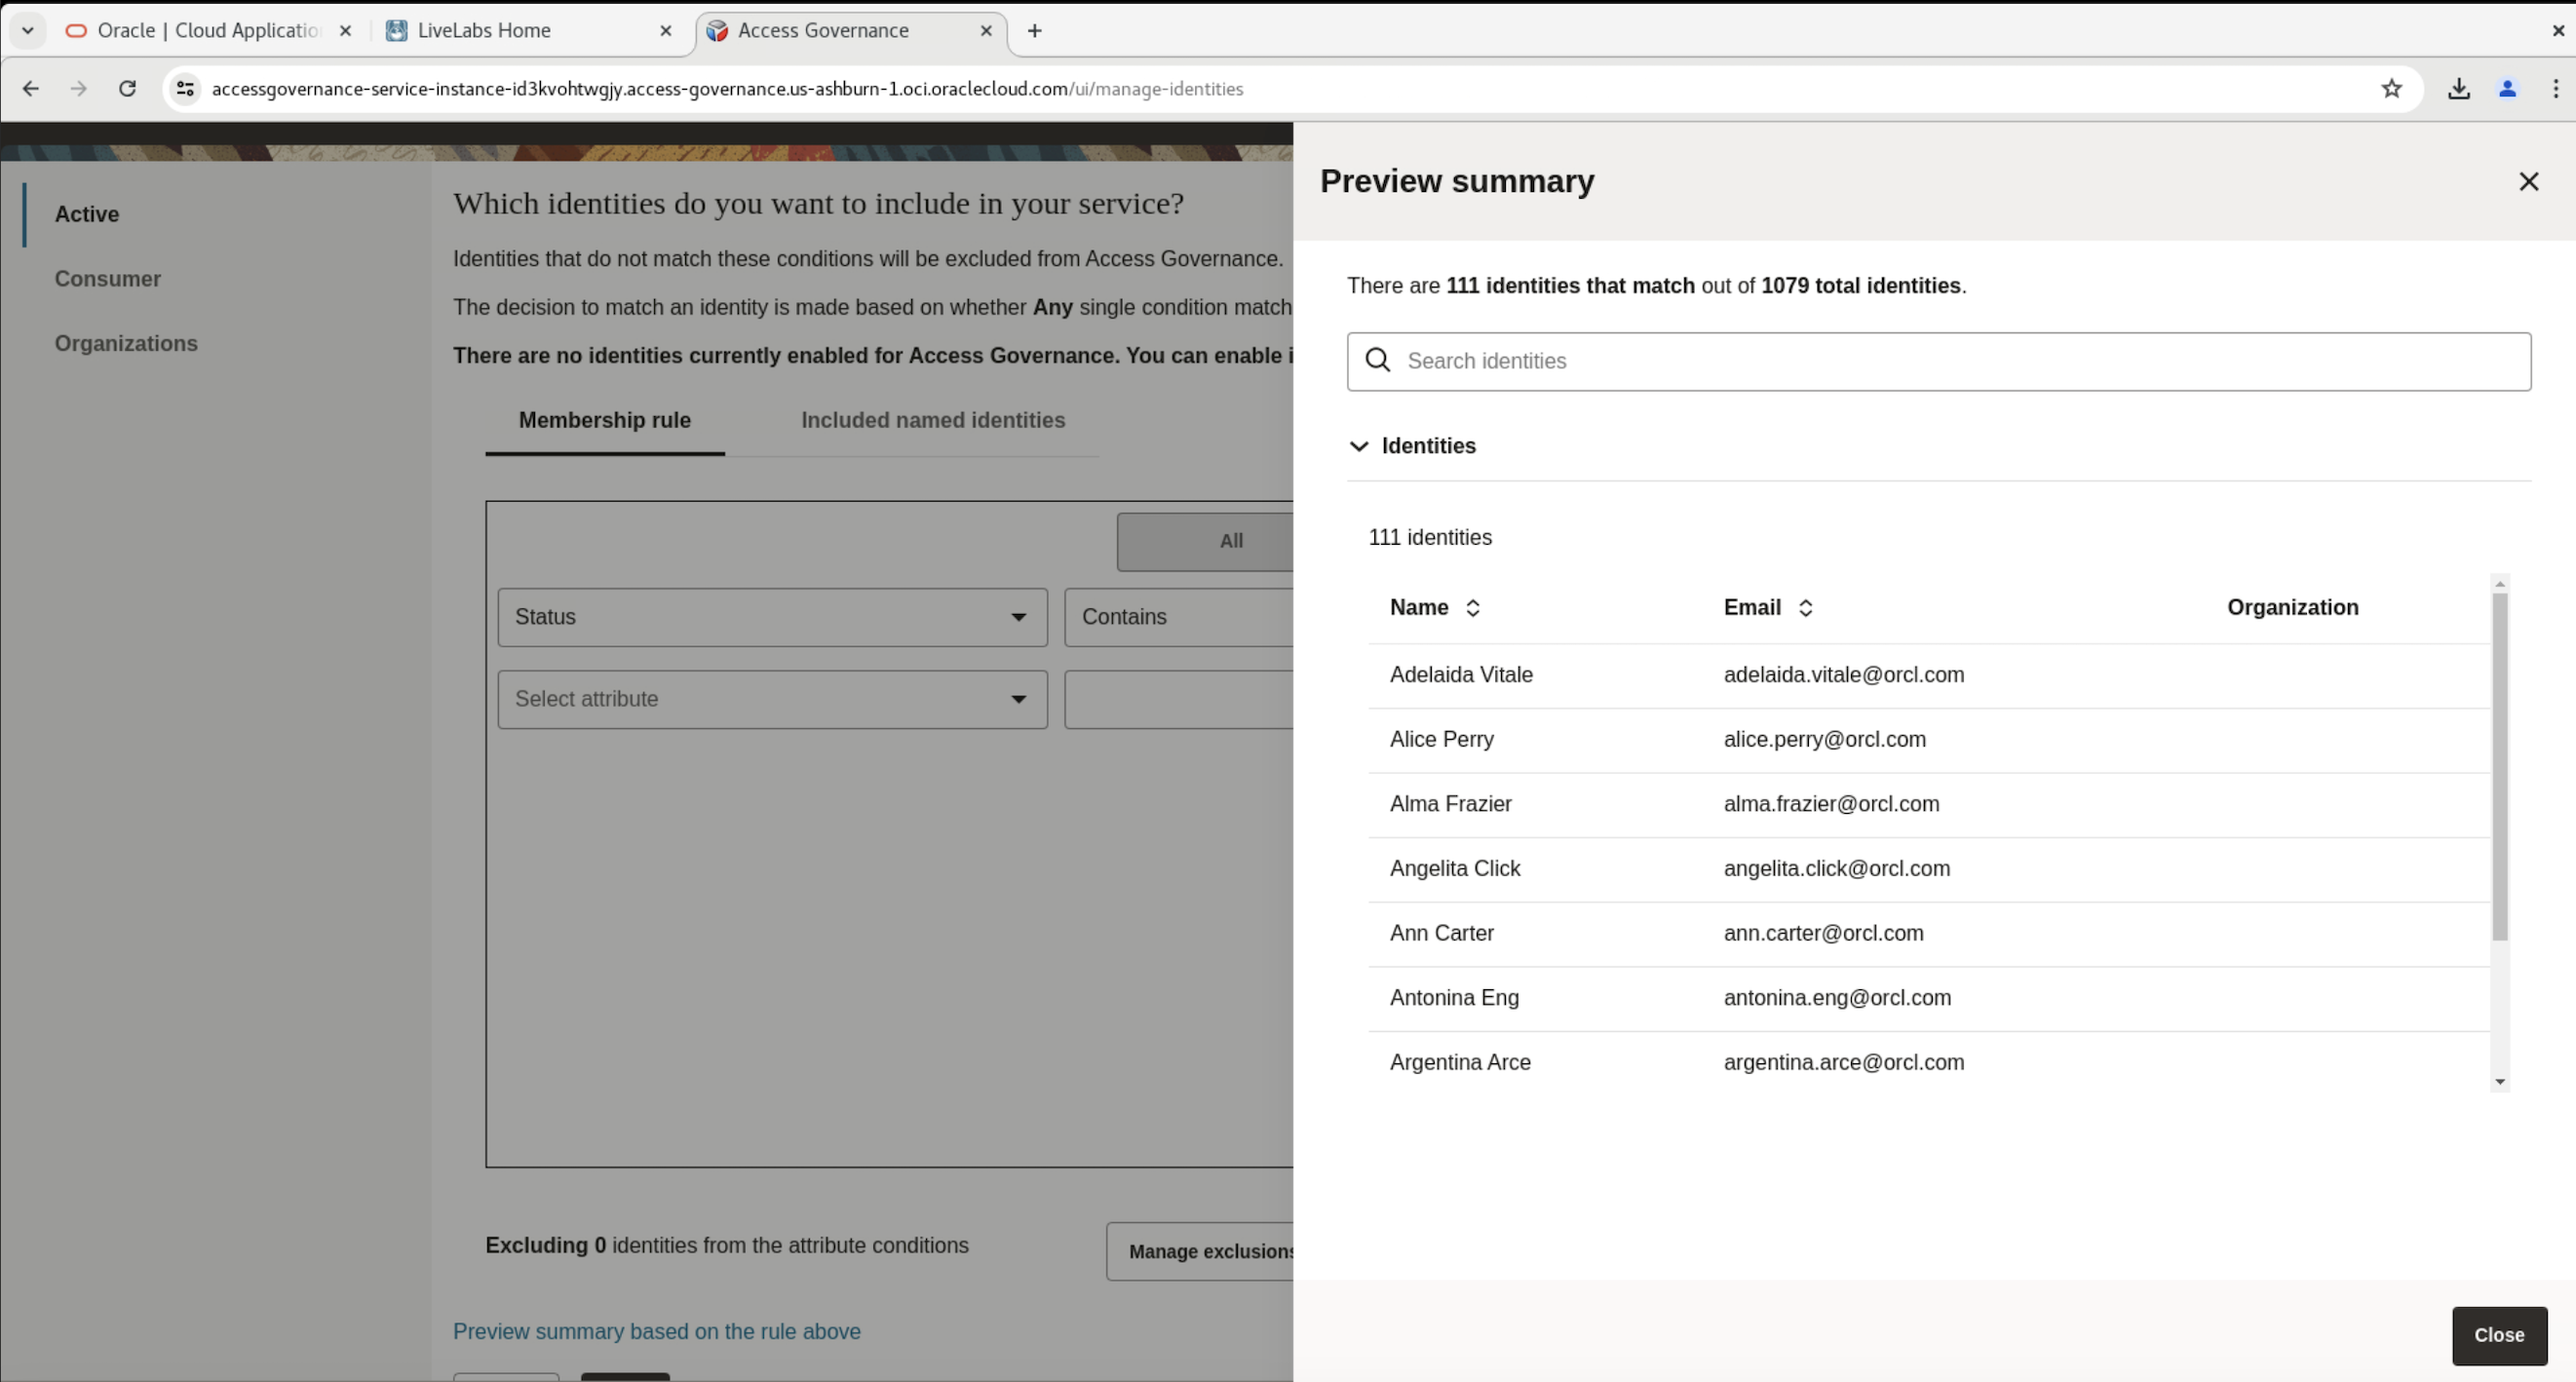 Oracle | Cloud Applicatio
LiveLabs Home
Access Governance
accessgovernance-service-instance-id3kvohtwgjy.access-governance.us-ashburn-1.oci.oraclecloud.com/ui/manage-identities
Active
Consumer
Organizations
Which identities do you want to include in your service?
Identities that do not match these conditions will be excluded from Access Governance.
The decision to match an identity is made based on whether Any single condition match
There are no identities currently enabled for Access Governance. You can enable i
Membership rule
Included named identities
All
Status
Contains
Select attribute
Excluding 0 identities from the attribute conditions
Manage exclusions
Preview summary based on the rule above
Preview summary
There are 111 identities that match out of 1079 total identities.
Search identities
Identities
111 identities
Name Email Organization
Adelaida Vitale adelaida.vitale@orcl.com
Alice Perry alice.perry@orcl.com
Alma Frazier alma.frazier@orcl.com
Angelita Click angelita.click@orcl.com
Ann Carter ann.carter@orcl.com
Antonina Eng antonina.eng@orcl.com
Argentina Arce argentina.arce@orcl.com
Close